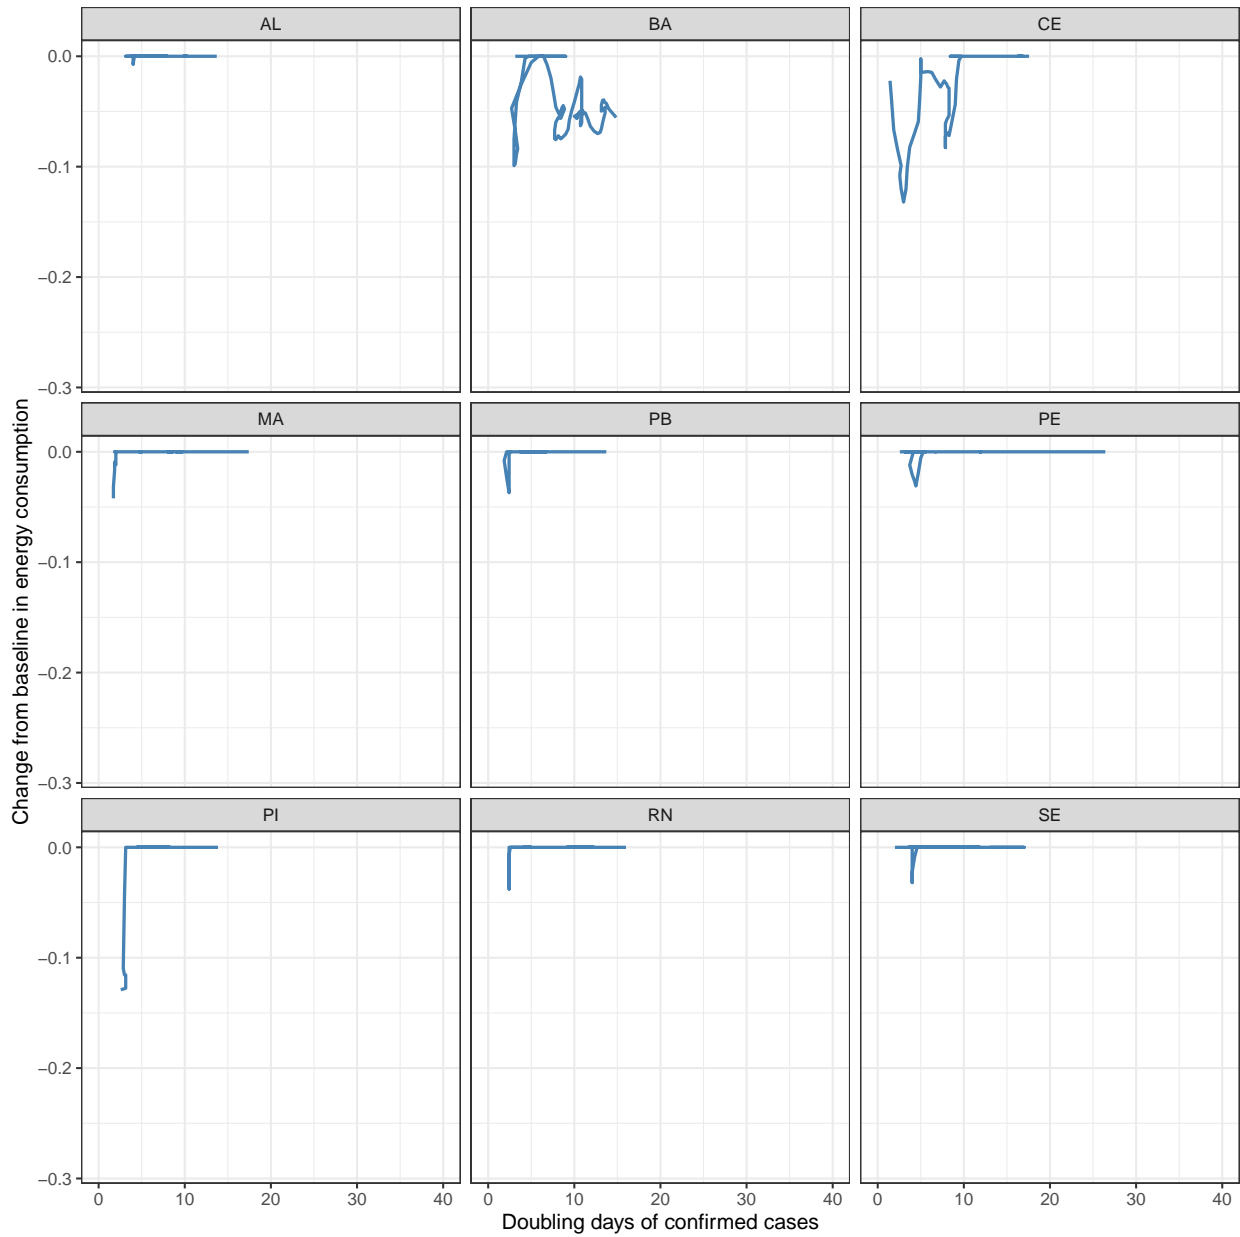 AL BA CE
0.0
−0.1
−0.2
−0.3
MA PB PE
0.0
−0.1
−0.2
−0.3
PI RN SE
0.0
−0.1
−0.2
−0.3
0 10 20 30 40 0 10 20 30 40 0 10 20 30 40
Doubling days of confirmed cases
Change from baseline in energy consumption